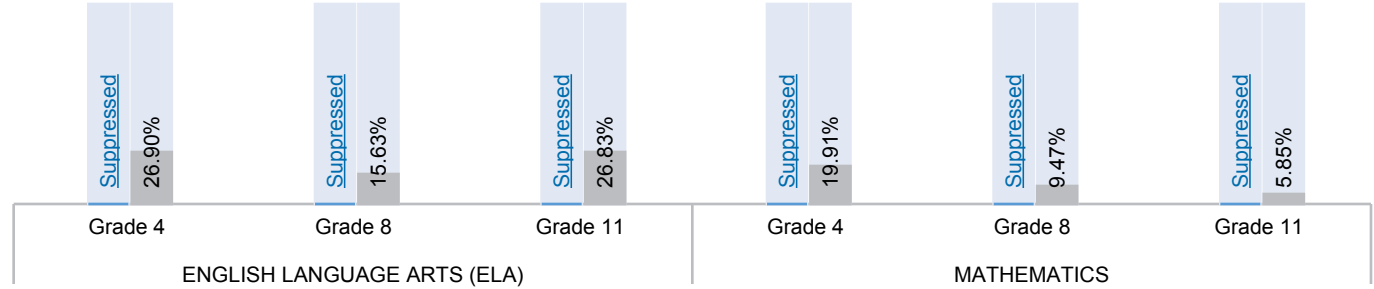 Suppressed
26.90%
Suppressed
15.63%
Suppressed
26.83%
Suppressed
19.91%
Suppressed
9.47%
Suppressed
5.85%
Grade 4
Grade 8
Grade 11
Grade 4
Grade 8
Grade 11
ENGLISH LANGUAGE ARTS (ELA)
MATHEMATICS